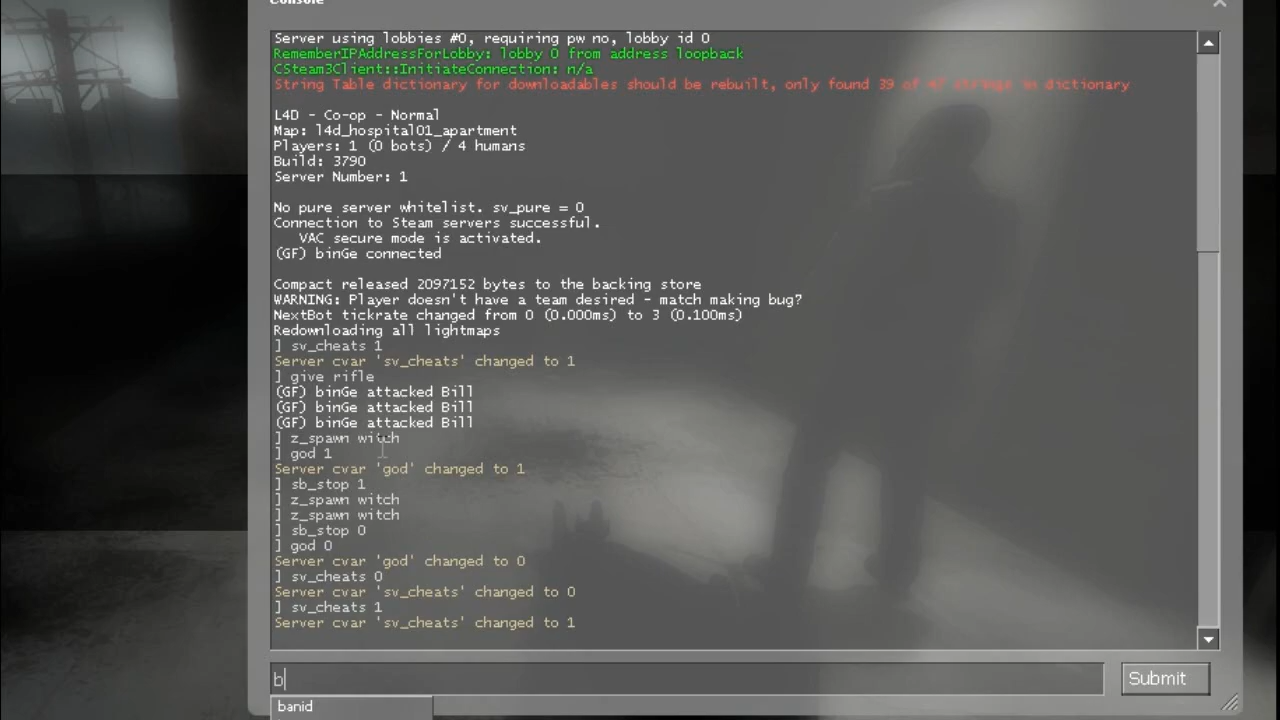 Console
Server using lobbies #0, requiring pw no, lobby id 0
RememberIPAddressForLobby: lobby 0 from address loopback
CSteam3Client::InitiateConnection: n/a
String Table dictionary for downloadables should be rebuilt, only found 39 of 47 strings in dictionary
L4D - Co-op - Normal
Map: l4d_hospital01_apartment
Players: 1 (0 bots) / 4 humans
Build: 3790
Server Number: 1
No pure server whitelist. sv_pure = 0
Connection to Steam servers successful.
VAC secure mode is activated.
(GF) binGe connected
Compact released 2097152 bytes to the backing store
WARNING: Player doesn't have a team desired - match making bug?
NextBot tickrate changed from 0 (0.000ms) to 3 (0.100ms)
Redownloading all lightmaps
] sv_cheats 1
Server cvar 'sv_cheats' changed to 1
] give rifle
(GF) binGe attacked Bill
(GF) binGe attacked Bill
(GF) binGe attacked Bill
] z_spawn witch
] god 1
Server cvar 'god' changed to 1
] sb_stop 1
] z_spawn witch
] z_spawn witch
] sb_stop 0
] god 0
Server cvar 'god' changed to 0
] sv_cheats 0
Server cvar 'sv_cheats' changed to 0
] sv_cheats 1
Server cvar 'sv_cheats' changed to 1
b
Submit
banid